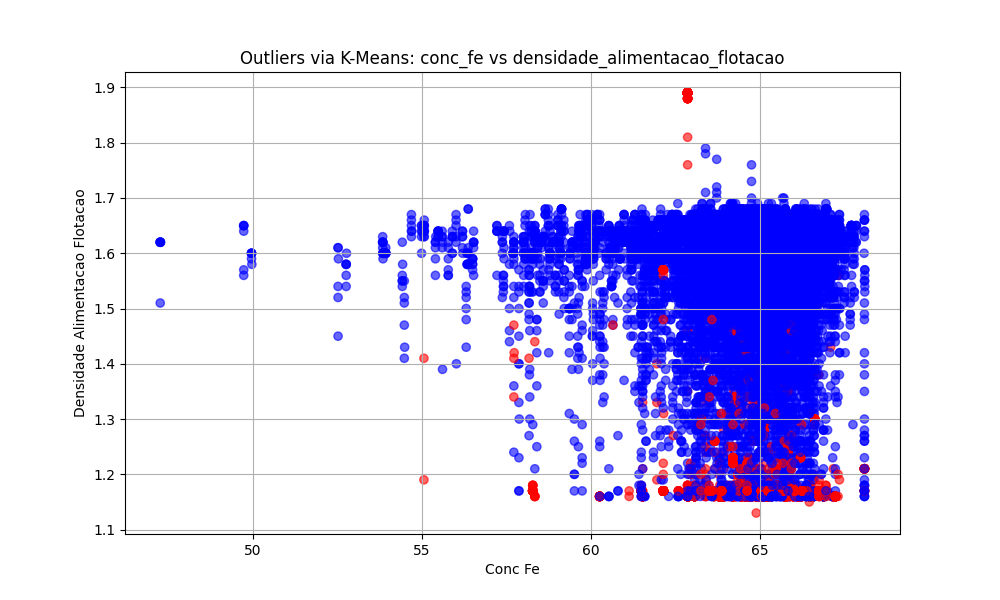 Outliers via K-Means: conc_fe vs densidade_alimentacao_flotacao
Densidade Alimentacao Flotacao
1.9
1.8
1.7
1.6
1.5
1.4
1.3
1.2
1.1
50 55 60 65
Conc Fe